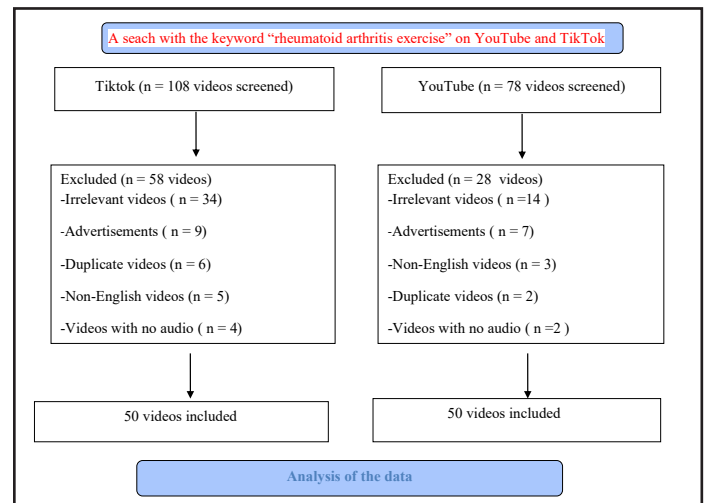 A seach with the keyword “rheumatoid arthritis exercise” on YouTube and TikTok
Tiktok (n = 108 videos screened)
YouTube (n = 78 videos screened)
Excluded (n = 58 videos)
-Irrelevant videos ( n = 34)
-Advertisements ( n = 9)
-Duplicate videos (n = 6)
-Non-English videos (n = 5)
-Videos with no audio ( n = 4)
Excluded (n = 28 videos)
-Irrelevant videos ( n =14 )
-Advertisements ( n = 7)
-Non-English videos (n = 3)
-Duplicate videos (n = 2)
-Videos with no audio ( n =2 )
50 videos included
50 videos included
Analysis of the data